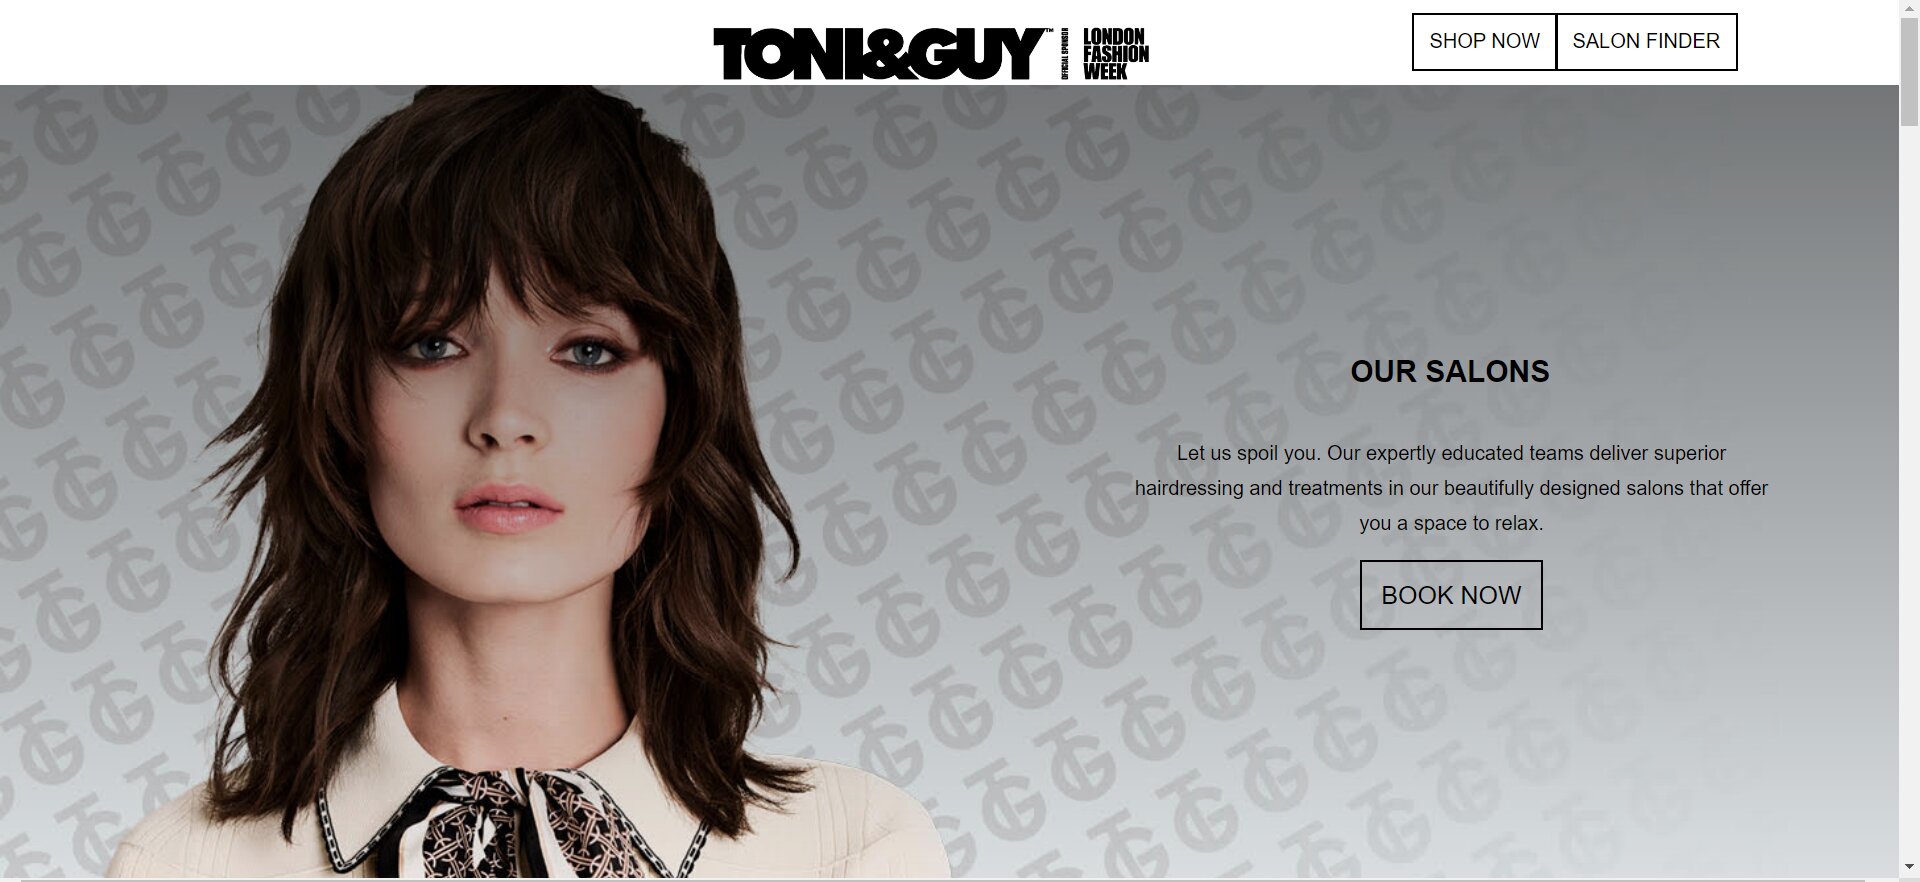 TONI&GUY™
OFFICIAL SPONSOR
LONDON
FASHION
WEEK
SHOP NOW
SALON FINDER
OUR SALONS
Let us spoil you. Our expertly educated teams deliver superior
hairdressing and treatments in our beautifully designed salons that offer
you a space to relax.
BOOK NOW